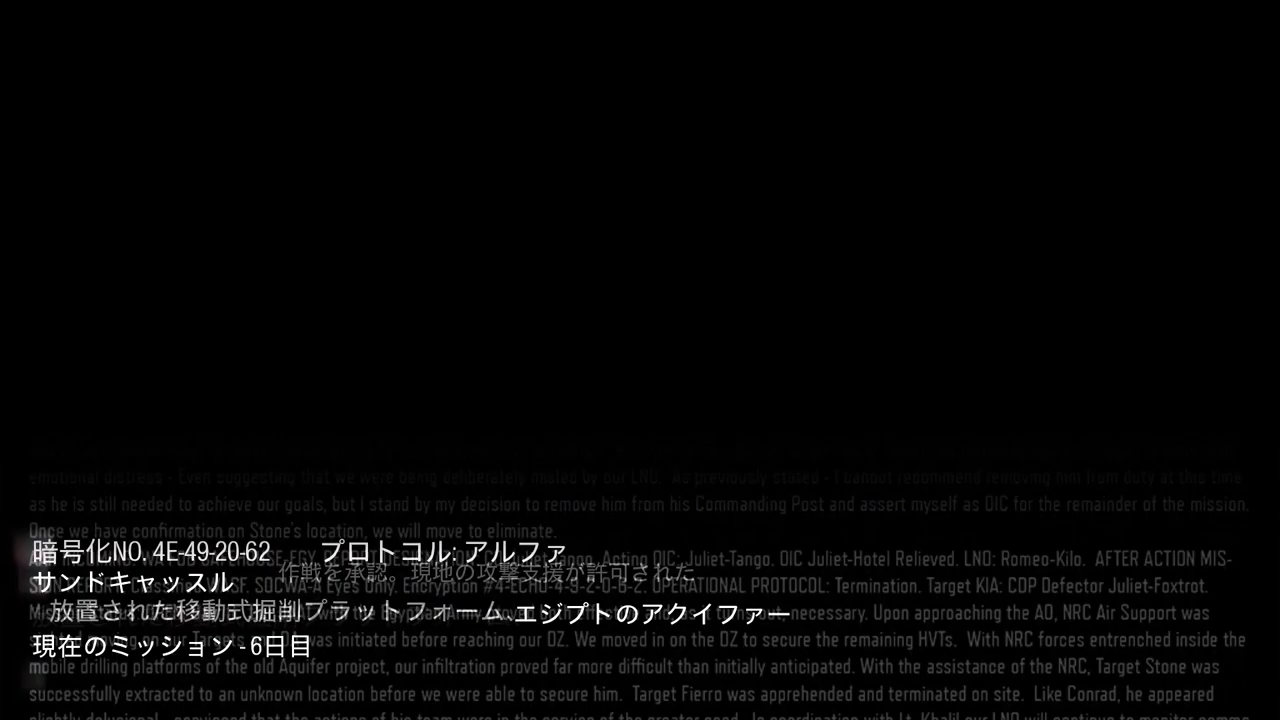 emotional distress - Even suggesting that we were being deliberately misled by our LNO. As previously stated - I cannot recommend removing him from duty at this time
as he is still needed to achieve our goals, but I stand by my decision to remove him from his Commanding Post and assert myself as OIC for the remainder of the mission.
Once we have confirmation on Stone's location, we will move to eliminate.
暗号化NO. 4E-49-20-62 プロトコル: アルファ
Acting OIC: Juliet-Tango. OIC Juliet-Hotel Relieved. LNO: Romeo-Kilo. AFTER ACTION MIS-
作戦を承認。現地の攻撃支援が許可された
サンドキャッスル
Eyes Only. Encryption #4-ECHO-4-9-2-0-6-2. OPERATIONAL PROTOCOL: Termination. Target KIA: COP Defector Juliet-Foxtrot.
放置された移動式掘削プラットフォーム、エジプトのアクイファー
necessary. Upon approaching the AO, NRC Air Support was
現在のミッション - 6日目
was initiated before reaching our OZ. We moved in on the OZ to secure the remaining HVTs. With NRC forces entrenched inside the
mobile drilling platforms of the old Aquifer project, our infiltration proved far more difficult than initially anticipated. With the assistance of the NRC, Target Stone was
successfully extracted to an unknown location before we were able to secure him. Target Fierro was apprehended and terminated on site. Like Conrad, he appeared
slightly delusional - convinced that the actions of his team were in the service of the greater good. In coordination with Lt. Khalil our LNO will continue to monitor